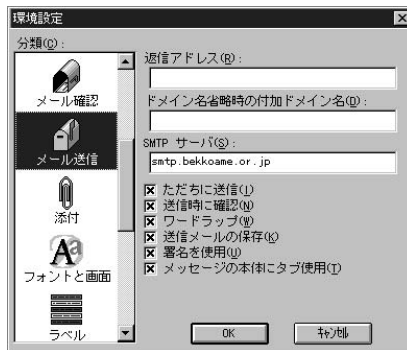 環境設定
分類(C):
メール確認
メール送信
添付
フォントと画面
ラベル
返信アドレス(R):
ドメイン名省略時の付加ドメイン名(D):
SMTP サーバ(S):
smtp.bekkoame.or.jp
ただちに送信(I)
送信時に確認(N)
ワードラップ(W)
送信メールの保存(K)
署名を使用(U)
メッセージの本体にタブ使用(T)
OK
キャンセル